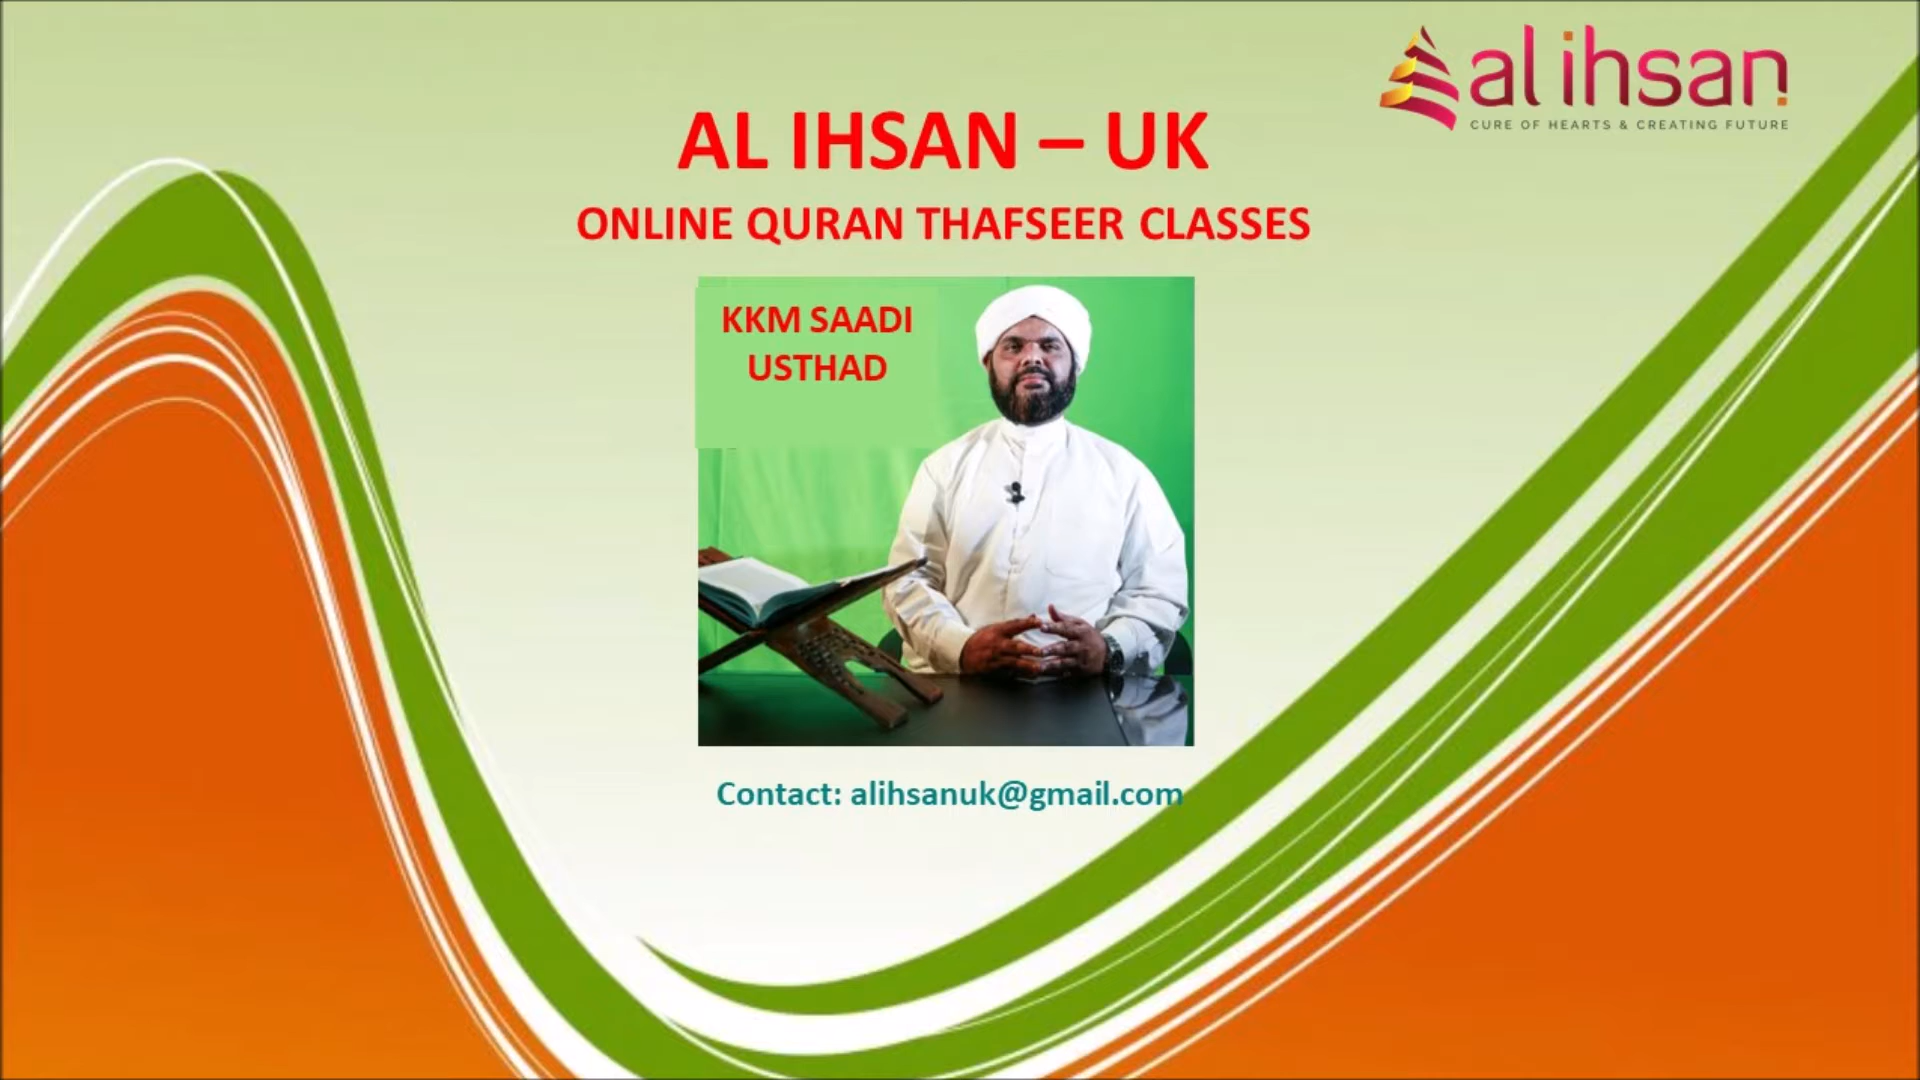 al ihsan
CURE OF HEARTS & CREATING FUTURE
AL IHSAN – UK
ONLINE QURAN THAFSEER CLASSES
KKM SAADI
USTHAD
Contact: alihsanuk@gmail.com